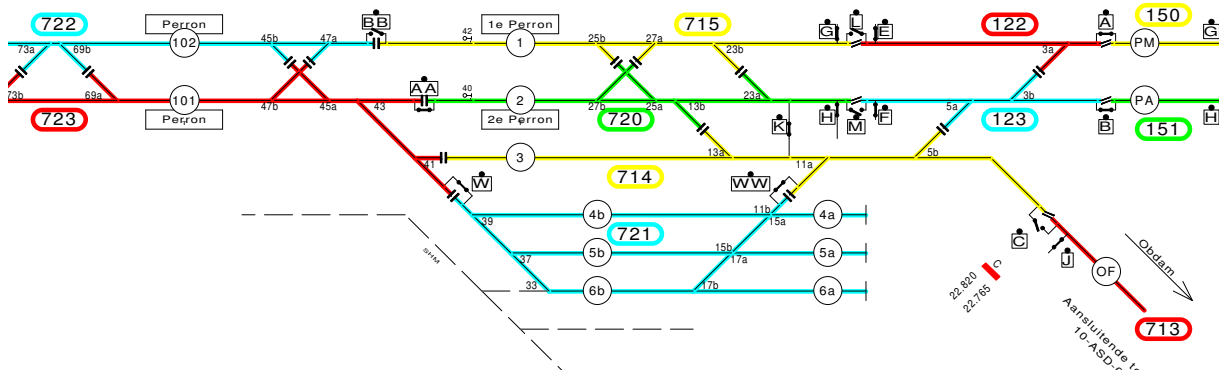 722
Perron
102
73a
69b
45b
47a
BB
42
1e Perron
1
25b
27a
715
23b
G
L
E
122
3a
A
150
PM
G
73b
69a
101
Perron
47b
45a
43
AA
40
2
2e Perron
27b
25a
13b
23a
723
720
K
H
M
F
5a
123
3b
B
PA
151
H
41
3
13a
11a
5b
714
W
WW
39
4b
11b
15a
4a
721
37
5b
15b
17a
5a
33
6b
17b
6a
SHM
C
J
OF
Obdam
C
22.820
22.765
713
Aansluitende te
10-ASD-